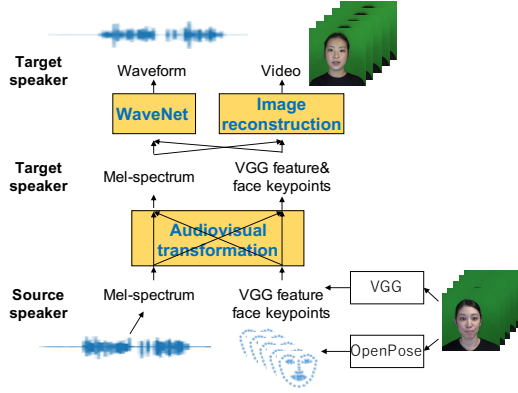 Target
speaker
Waveform
Video
WaveNet
Image
reconstruction
Target
speaker
Mel-spectrum
VGG feature&
face keypoints
Audiovisual
transformation
Source
speaker
Mel-spectrum
VGG feature
face keypoints
VGG
OpenPose